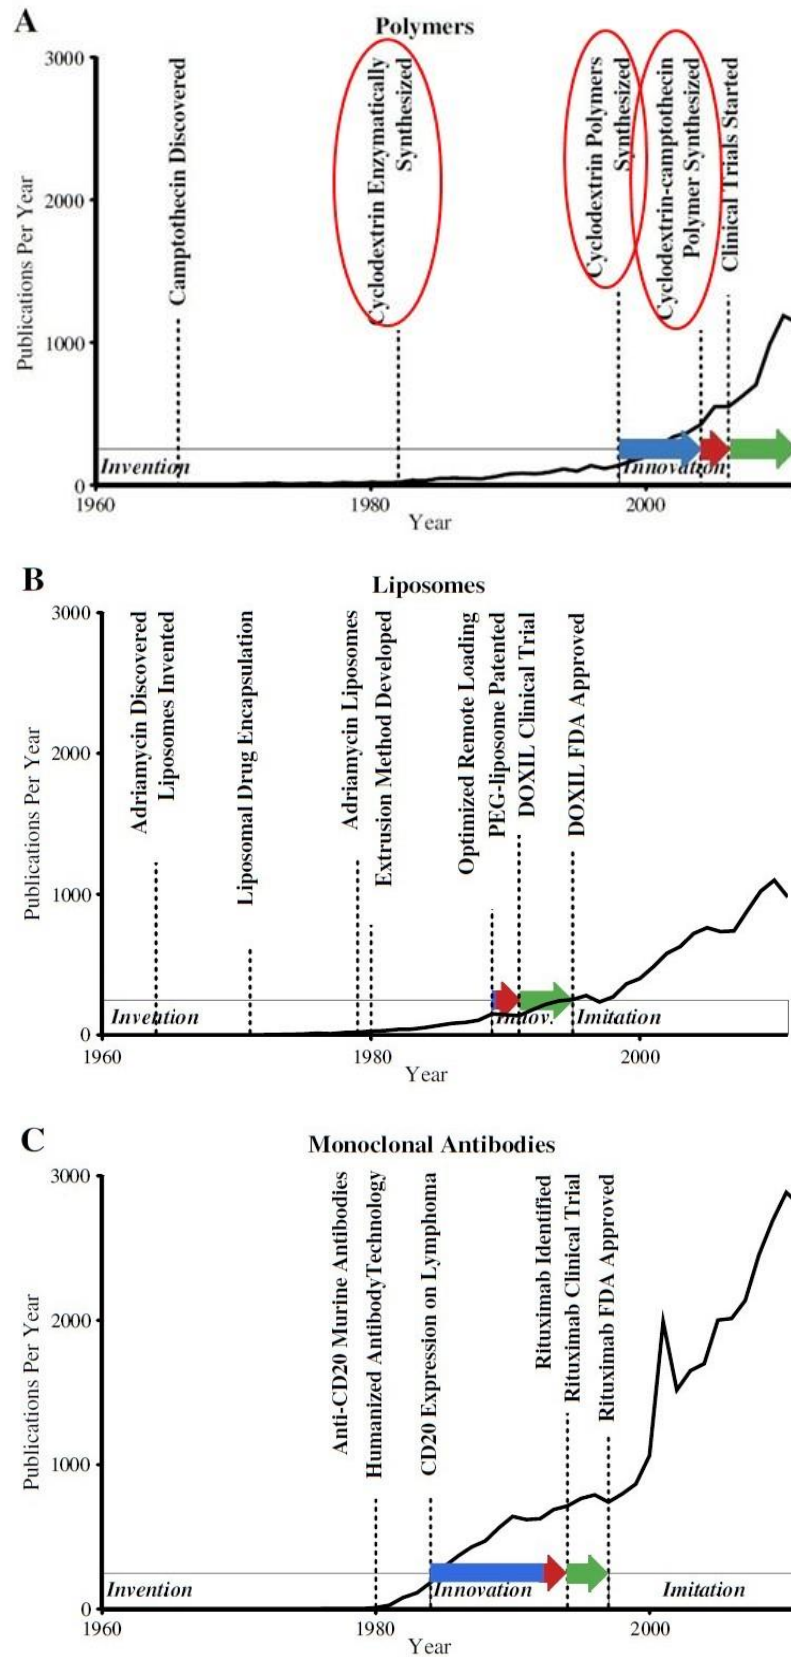 A
Polymers
3000
2000
1000
0
Publications Per Year
Camptothecin Discovered
Cyclodextrin Enzymatically
Synthesized
Cyclodextrin Polymers
Synthesized
Cyclodextrin-camptothecin
Polymer Synthesized
Clinical Trials Started
Invention
Innovation
1960
1980
2000
Year
B
Liposomes
3000
2000
1000
0
Publications Per Year
Adriamycin Discovered
Liposomes Invented
Liposomal Drug Encapsulation
Adriamycin Liposomes
Extrusion Method Developed
Optimized Remote Loading
PEG-liposome Patented
DOXIL Clinical Trial
DOXIL FDA Approved
Invention
Innov.
Imitation
1960
1980
2000
Year
C
Monoclonal Antibodies
3000
2000
1000
0
Publications Per Year
Anti-CD20 Murine Antibodies
Humanized AntibodyTechnology
CD20 Expression on Lymphoma
Rituximab Identified
Rituximab Clinical Trial
Rituximab FDA Approved
Invention
Innovation
Imitation
1960
1980
2000
Year